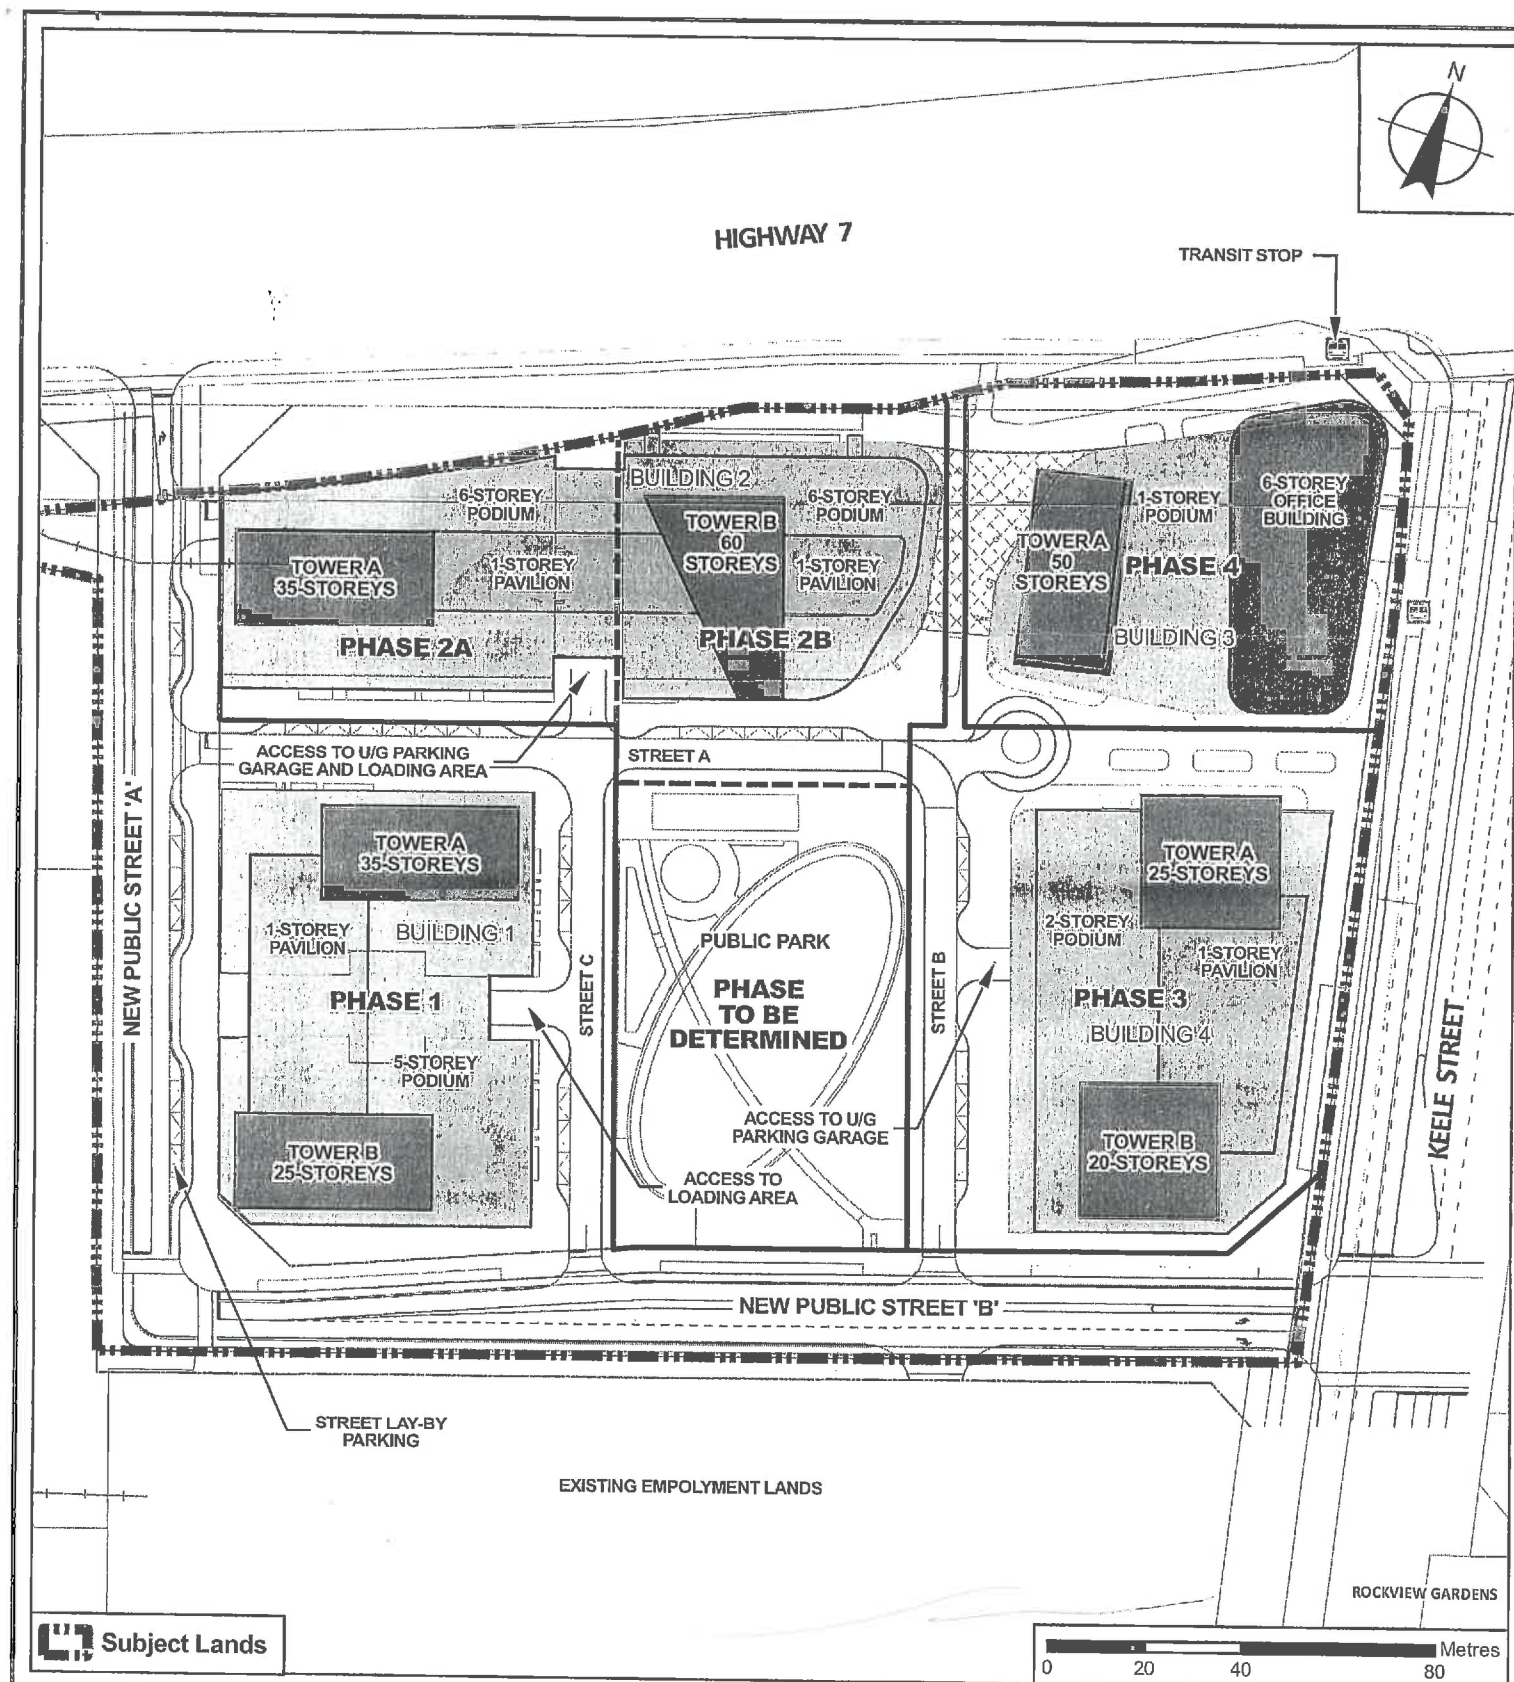 N
HIGHWAY 7
TRANSIT STOP
BUILDING 2
6-STOREY
PODIUM
6-STOREY
PODIUM
1-STOREY
PODIUM
6-STOREY
OFFICE
BUILDING
TOWER B
60
STOREYS
TOWER A
50
STOREYS
TOWER A
35-STOREYS
1-STOREY
PAVILION
1-STOREY
PAVILION
PHASE 4
PHASE 2A
PHASE 2B
BUILDING 3
ACCESS TO U/G PARKING
GARAGE AND LOADING AREA
STREET A
NEW PUBLIC STREET 'A'
TOWER A
35-STOREYS
TOWER A
25-STOREYS
1-STOREY
PAVILION
BUILDING 1
PUBLIC PARK
2-STOREY
PODIUM
1-STOREY
PAVILION
PHASE 1
STREET C
PHASE
TO BE
DETERMINED
STREET B
PHASE 3
BUILDING 4
5-STOREY
PODIUM
KEELE STREET
ACCESS TO U/G
PARKING GARAGE
TOWER B
25-STOREYS
ACCESS TO
LOADING AREA
TOWER B
20-STOREYS
NEW PUBLIC STREET 'B'
STREET LAY-BY
PARKING
EXISTING EMPOLYMENT LANDS
ROCKVIEW GARDENS
Subject Lands
Metres
0 20 40 80